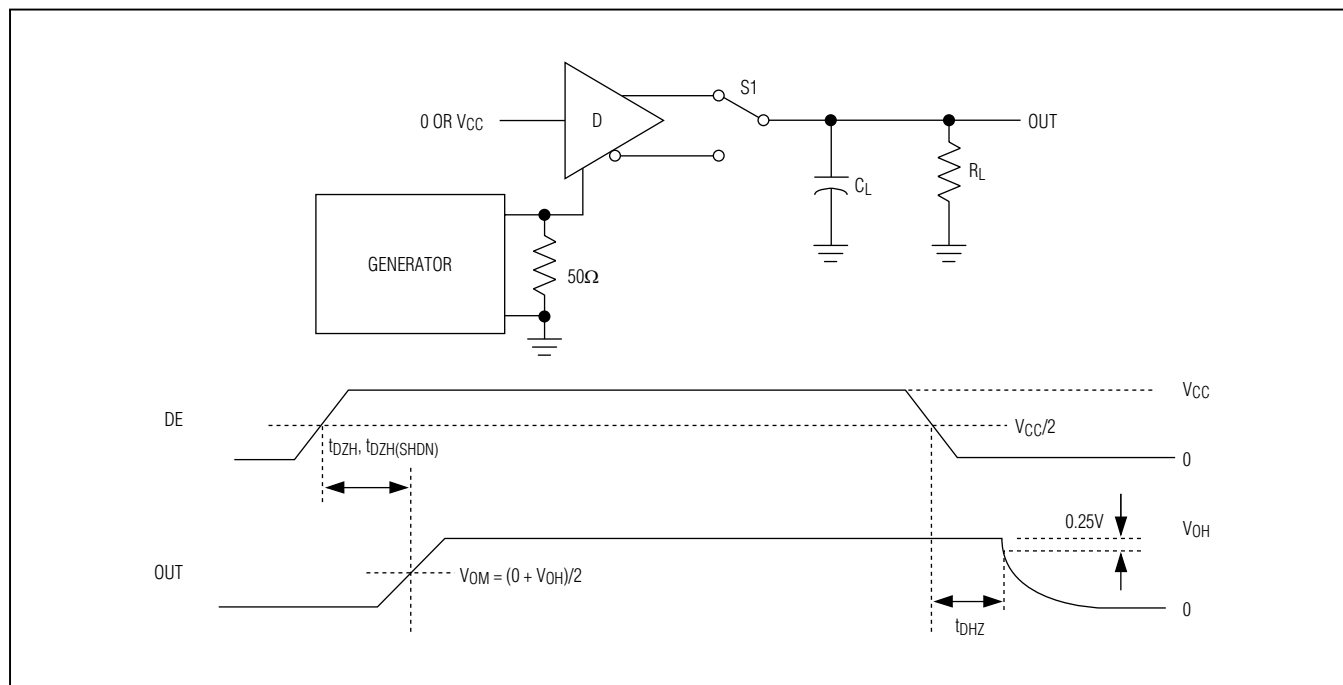 S1
0 OR VCC
D
OUT
CL
RL
GENERATOR
50Ω
DE
VCC
VCC/2
tDZH, tDZH(SHDN)
0
0.25V
VOH
OUT
VOM = (0 + VOH)/2
0
tDHZ